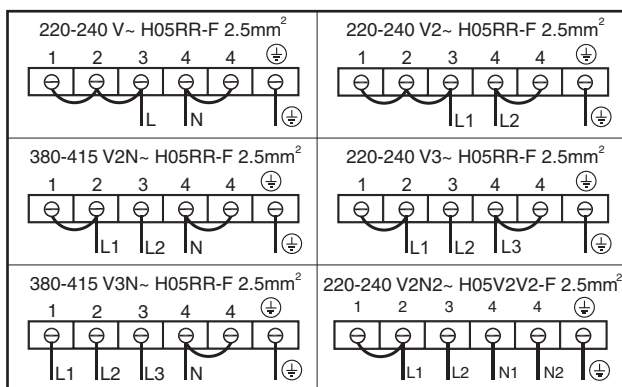 220-240 V~ H05RR-F 2.5mm²
1 2 3 4 4
L N
220-240 V2~ H05RR-F 2.5mm²
1 2 3 4 4
L1 L2
380-415 V2N~ H05RR-F 2.5mm²
1 2 3 4 4
L1 L2 N
220-240 V3~ H05RR-F 2.5mm²
1 2 3 4 4
L1 L2 L3
380-415 V3N~ H05RR-F 2.5mm²
1 2 3 4 4
L1 L2 L3 N
220-240 V2N2~ H05V2V2-F 2.5mm²
1 2 3 4 4
L1 L2 N1 N2